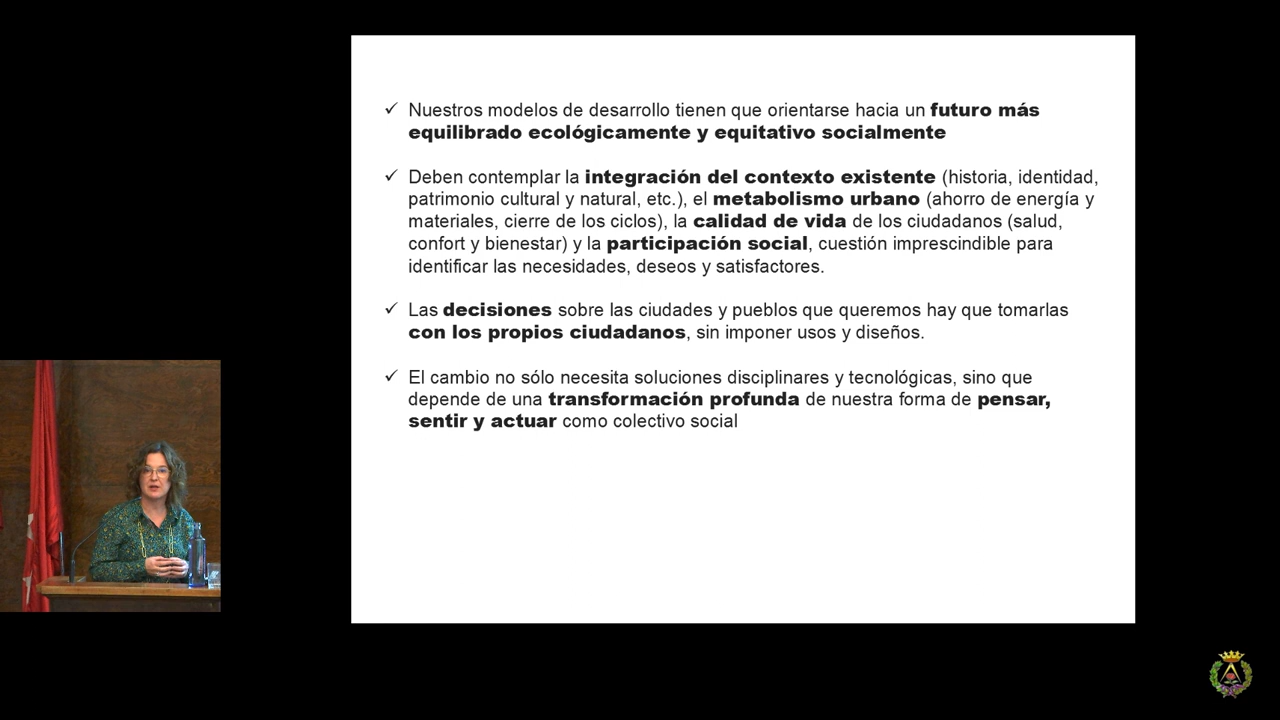 ✓ Nuestros modelos de desarrollo tienen que orientarse hacia un futuro más
equilibrado ecológicamente y equitativo socialmente
✓ Deben contemplar la integración del contexto existente (historia, identidad,
patrimonio cultural y natural, etc.), el metabolismo urbano (ahorro de energía y
materiales, cierre de los ciclos), la calidad de vida de los ciudadanos (salud,
confort y bienestar) y la participación social, cuestión imprescindible para
identificar las necesidades, deseos y satisfactores.
✓ Las decisiones sobre las ciudades y pueblos que queremos hay que tomarlas
con los propios ciudadanos, sin imponer usos y diseños.
✓ El cambio no sólo necesita soluciones disciplinares y tecnológicas, sino que
depende de una transformación profunda de nuestra forma de pensar,
sentir y actuar como colectivo social